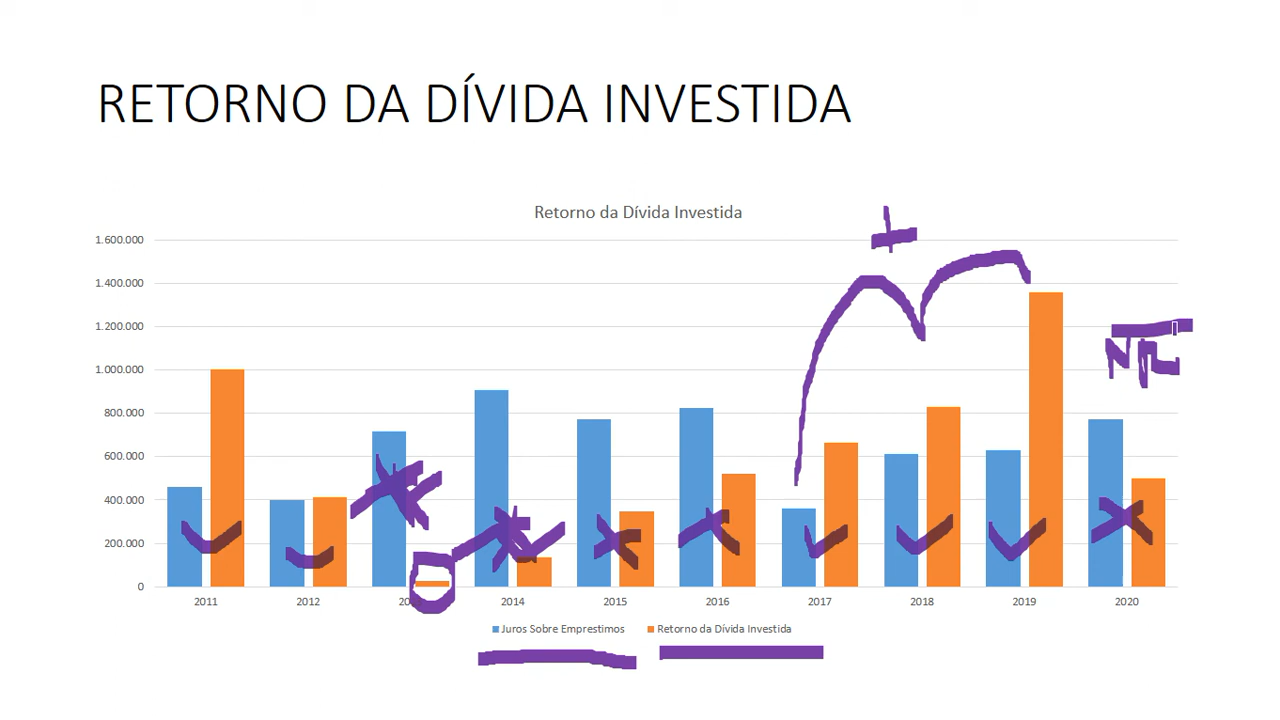 RETORNO DA DÍVIDA INVESTIDA
Retorno da Dívida Investida
1.600.000
1.400.000
1.200.000
1.000.000
800.000
600.000
400.000
200.000
0
2011 2012 2014 2015 2016 2017 2018 2019 2020
Juros Sobre Emprestimos Retorno da Dívida Investida